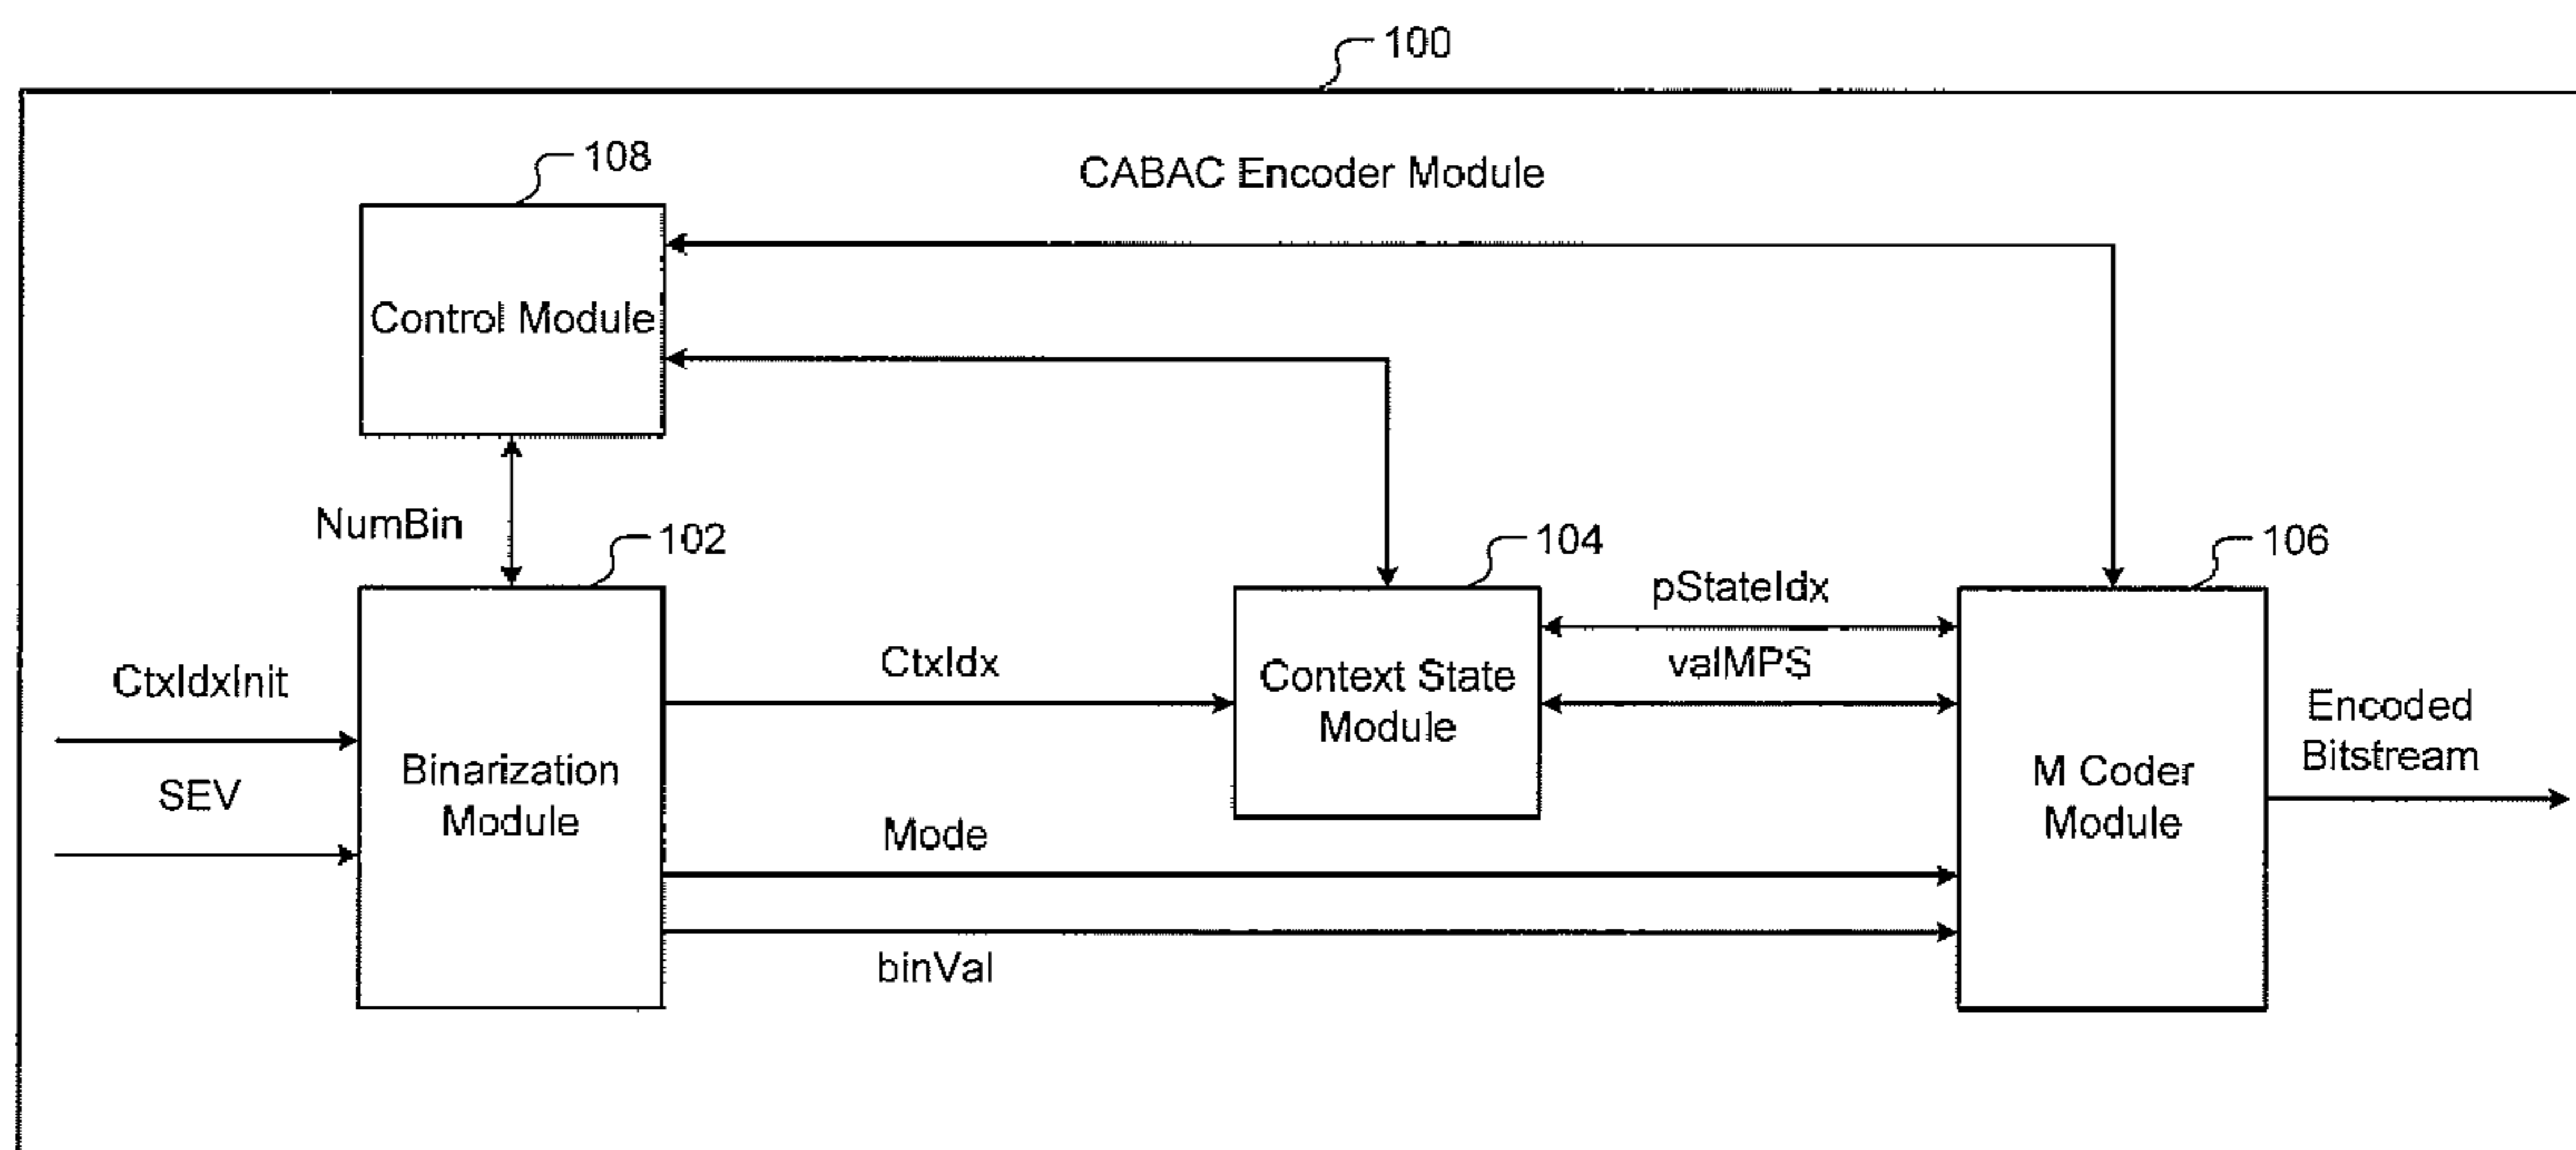 100
108
CABAC Encoder Module
Control Module
NumBin
102
104
106
pStateIdx
CtxIdx
valMPS
CtxIdxInit
Context State
Module
Encoded
Bitstream
Binarization
Module
M Coder
Module
SEV
Mode
binVal